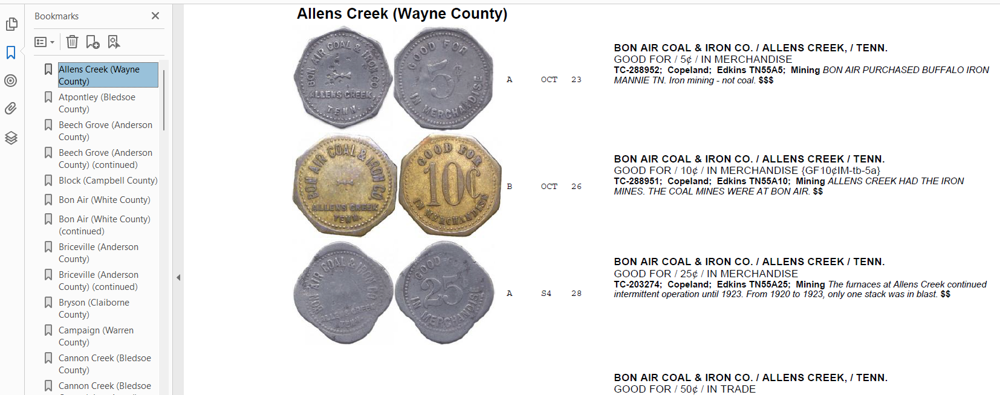 Bookmarks
Allens Creek (Wayne
County)
Atpontley (Bledsoe
County)
Beech Grove (Anderson
County)
Beech Grove (Anderson
County) (continued)
Block (Campbell County)
Bon Air (White County)
Bon Air (White County)
(continued)
Briceville (Anderson
County)
Briceville (Anderson
County) (continued)
Bryson (Claiborne
County)
Campaign (Warren
County)
Cannon Creek (Bledsoe
County)
Cannon Creek (Bledsoe
Allens Creek (Wayne County)
BON AIR COAL & IRON CO.
ALLENS CREEK,
TENN.
GOOD FOR
5¢
IN MERCHANDISE
A OCT 23
BON AIR COAL & IRON CO. / ALLENS CREEK, / TENN.
GOOD FOR / 5¢ / IN MERCHANDISE
TC-288952; Copeland; Edkins TN55A5; Mining BON AIR PURCHASED BUFFALO IRON
MANNIE TN. Iron mining - not coal. $$$
BON AIR COAL & IRON CO.
ALLENS CREEK
TENN.
GOOD FOR
10¢
IN MERCHANDISE
B OCT 26
BON AIR COAL & IRON CO. / ALLENS CREEK / TENN.
GOOD FOR / 10¢ / IN MERCHANDISE {GF10¢IM-tb-5a}
TC-288951; Copeland; Edkins TN55A10; Mining ALLENS CREEK HAD THE IRON
MINES. THE COAL MINES WERE AT BON AIR. $$
BON AIR COAL & IRON CO.
ALLENS CREEK
TENN.
GOOD
25
IN MERCHANDISE
A S4 28
BON AIR COAL & IRON CO. / ALLENS CREEK / TENN.
GOOD FOR / 25¢ / IN MERCHANDISE
TC-203274; Copeland; Edkins TN55A25; Mining The furnaces at Allens Creek continued
intermittent operation until 1923. From 1920 to 1923, only one stack was in blast. $$
BON AIR COAL & IRON CO. / ALLENS CREEK, / TENN.
GOOD FOR / 50¢ / IN TRADE